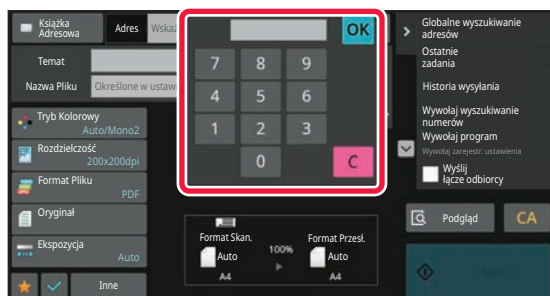 Książka
Adresowa
Adres
Wskaż
OK
Temat
Nazwa Pliku
Określone w ustawi
7 8 9
4 5 6
1 2 3
0 C
Tryb Kolorowy
Auto/Mono2
Rozdzielczość
200x200dpi
Format Pliku
PDF
Oryginał
Ekspozycja
Auto
Inne
Format Skan.
Auto
A4
100%
Format Przesł.
Auto
A4
Globalne wyszukiwanie
adresów
Ostatnie
zadania
Historia wysyłania
Wywołaj wyszukiwanie
numerów
Wywołaj program
Wywołaj zarejestr. ustawienia
Wyślij
łącze odbiorcy
Podgląd
CA
Start